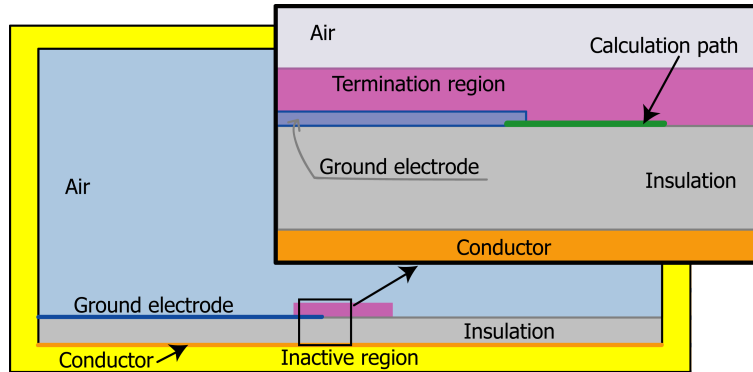 Air
Calculation path
Termination region
Ground electrode
Insulation
Conductor
Air
Ground electrode
Insulation
Conductor
Inactive region